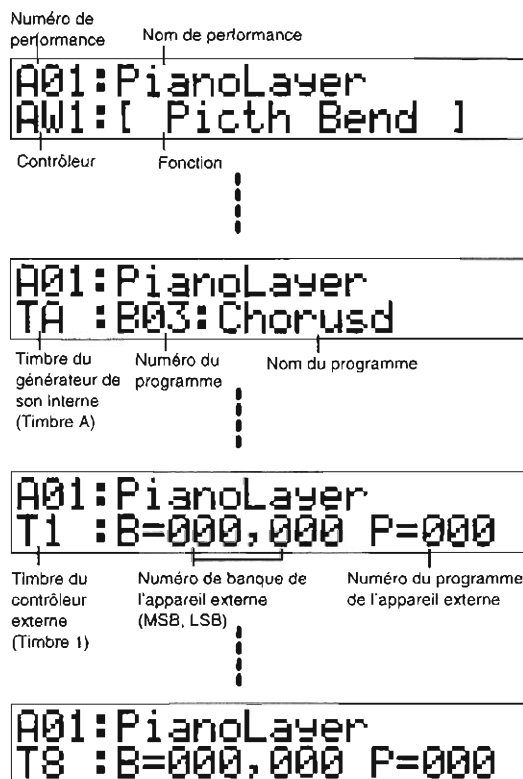 Numéro de
performance
Nom de performance
A01:PianoLayer
AW1:[ Picth Bend ]
Contrôleur
Fonction
A01:PianoLayer
TA :B03:Chorusd
Timbre du
générateur de
son interne
(Timbre A)
Numéro du
programme
Nom du programme
A01:PianoLayer
T1 :B=000,000 P=000
Timbre du
contrôleur
externe
(Timbre 1)
Numéro de banque de
l'appareil externe
(MSB, LSB)
Numéro du programme
de l'appareil externe
A01:PianoLayer
T8 :B=000,000 P=000